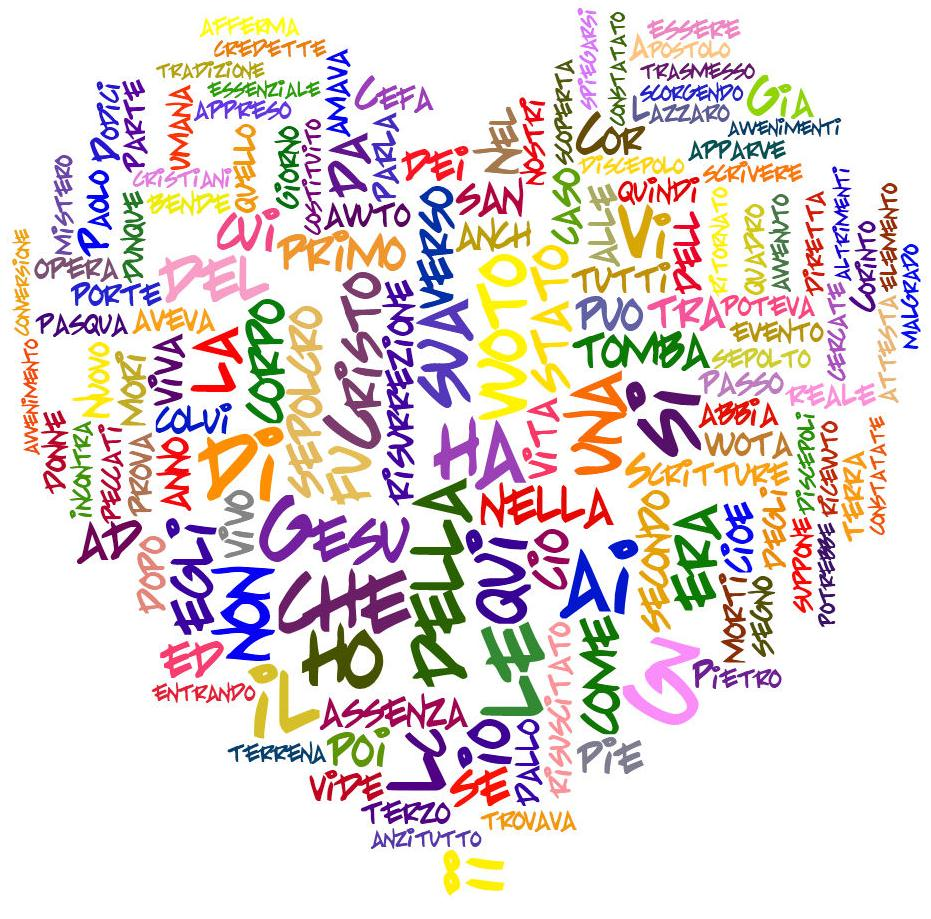 AFFERMA
CREDETTE
TRADIZIONE
ESSENZIALE
APPRESO
AMAVA
CEFA
UMANA
DODICI
PARTE
QUELLO
GIORNO
COSTITUITO
DA
PARLA
DEI
NEL
NOSTRI
SCOPERTA
SPIEGARSI
CONSTATATO
ESSERE
APOSTOLO
TRASMESSO
SCORGENDO
LAZZARO
GIA
AVVENIMENTI
COR
DISCEPOLO
APPARVE
SCRIVERE
MISTERO
PAOLO
DUNQUE
CRISTIANI
BENDE
AVUTO
SAN
CASO
ALLE
QUINDI
CUI
PRIMO
SUAVERSO
ANCH
VI
DELL
RITORNATO
QUADRO
AVVENUTO
DIRETTA
ALTRIMENTI
CORINTO
ELEMENTO
MALGRADO
CONVERSIONE
OPERA
DEL
PORTE
PASQUA
AVEVA
CRISTO
RISURREZIONE
VUOTO
STATO
TUTTI
PUO
TRA
POTEVA
EVENTO
TOMBA
SEPOLTO
CERATE
ATTESTA
AVVENIMENTO
NUOVO
MORI
VIVA
LA
CORPO
SEPOLCRO
FU
COLUI
PASSO
REALE
ABBIA
VUOTA
SCRITTURE
SI
UNA
VITA
HA
DI
DONNE
INCONTRA
PECCATI
PROVA
ANNO
DISCEPOLI
RICEVUTO
TERRA
CONSTATATE
AD
DOPO
EGLI
VIVO
GESU
DELLA
NELLA
QUI
CIO
AI
SECONDO
ERA
CIOE
DEGLI
SUPPONE
POTREBBE
NON
CHE
HO
LE
RISUSCITATO
COME
GV
MORTI
SEGNO
PIETRO
ED
ENTRANDO
IL
ASSENZA
TERRENA
POI
LC
IO
DALLO
PIE
VIDE
SE
TERZO
TROVAVA
ANZITUTTO